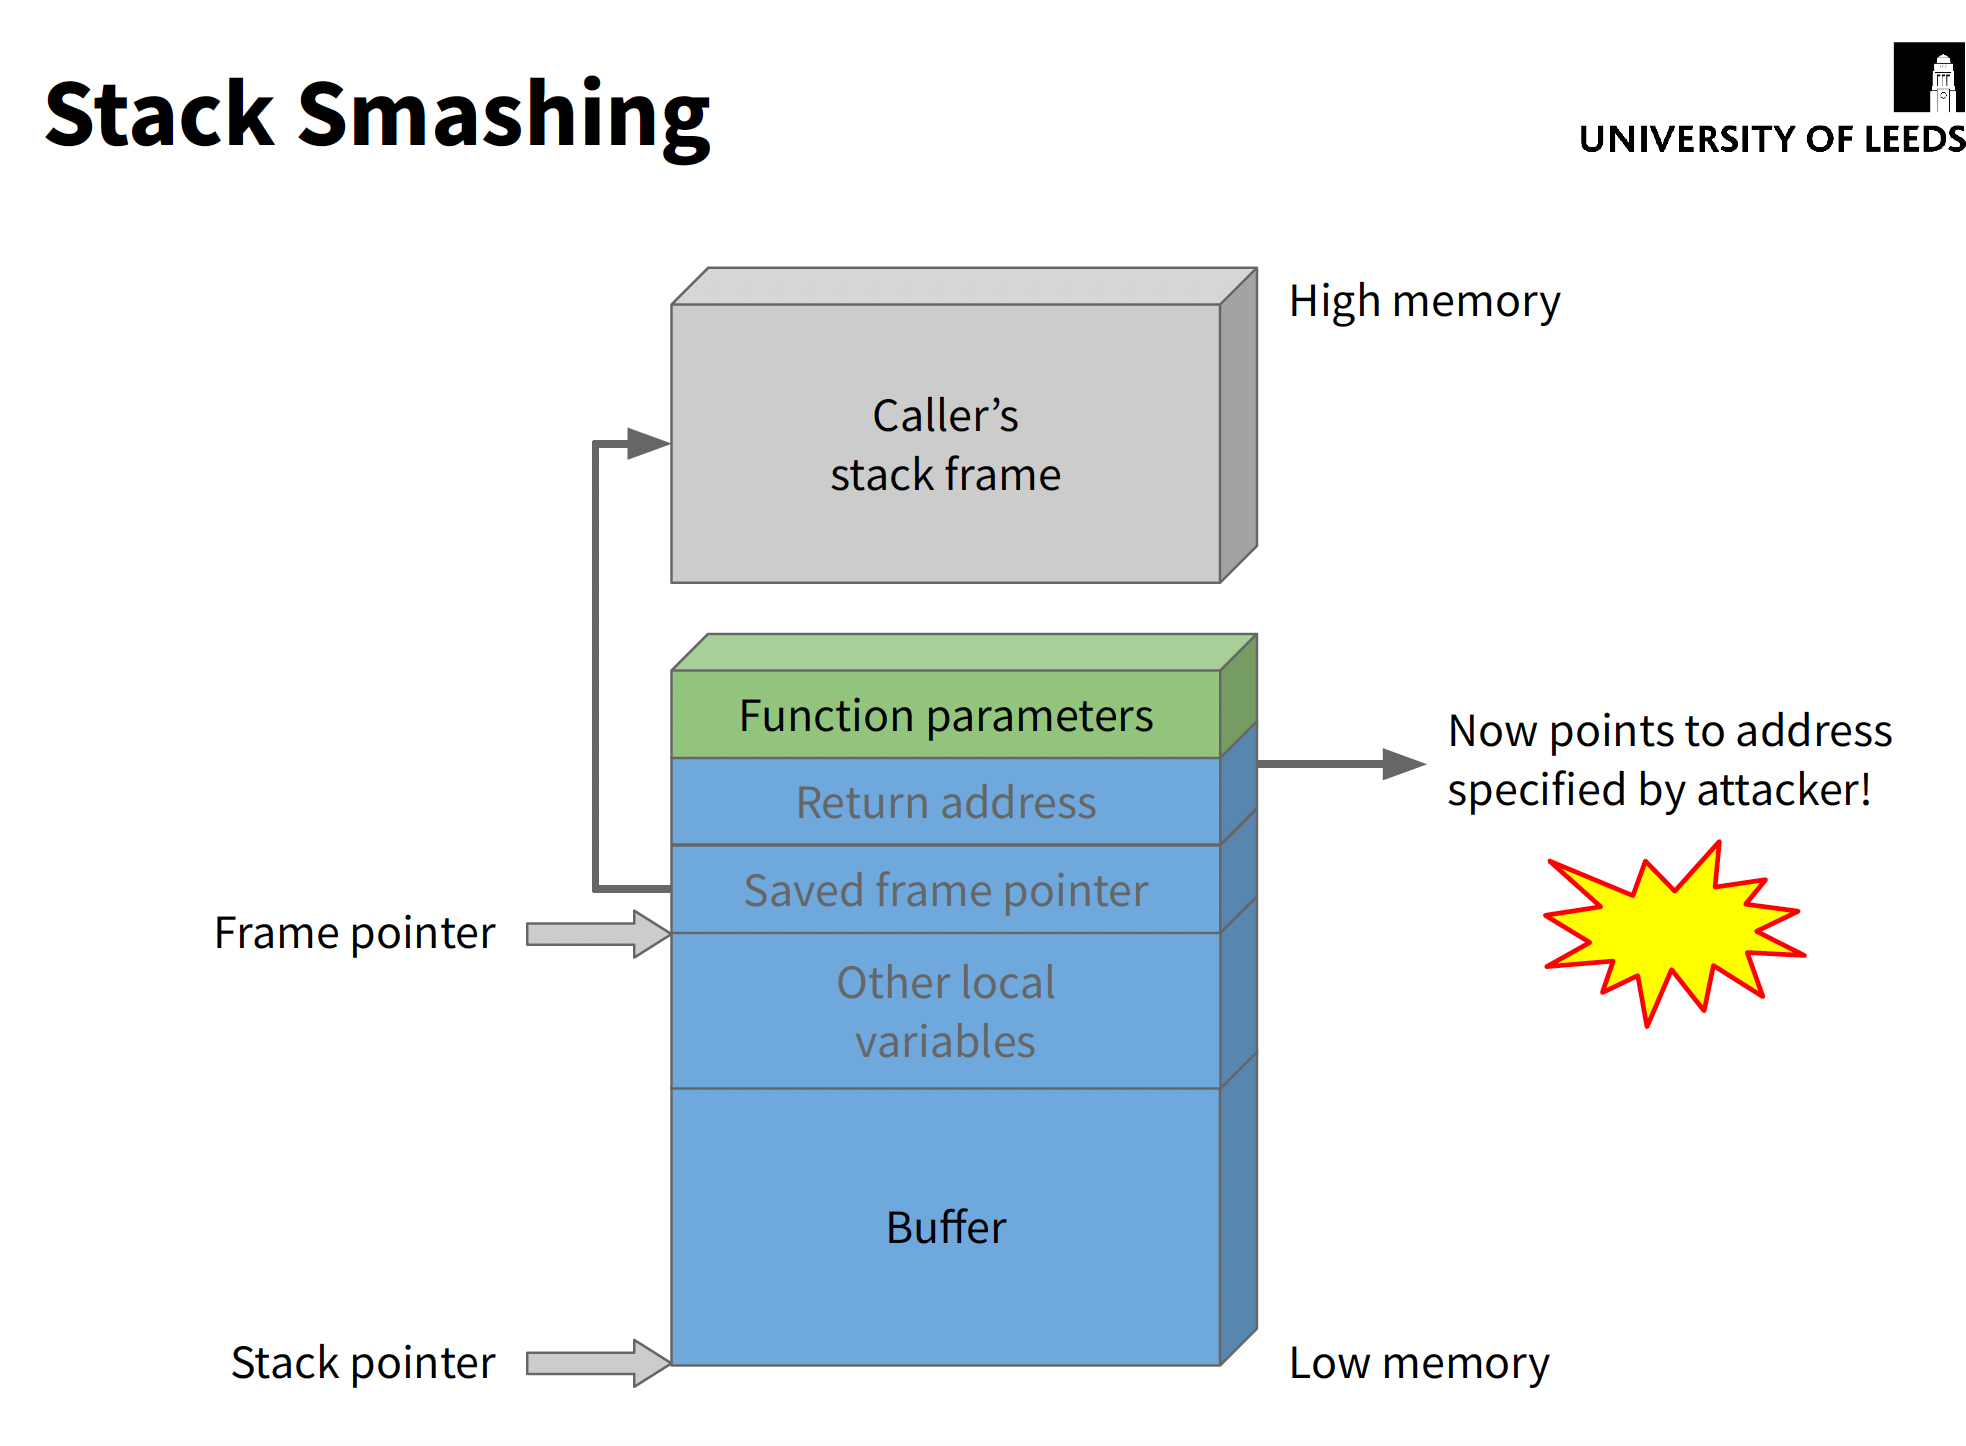 Stack Smashing
UNIVERSITY OF LEEDS
High memory
Caller’s
stack frame
Function parameters
Return address
Now points to address
specified by attacker!
Saved frame pointer
Frame pointer
Other local
variables
Buffer
Stack pointer
Low memory